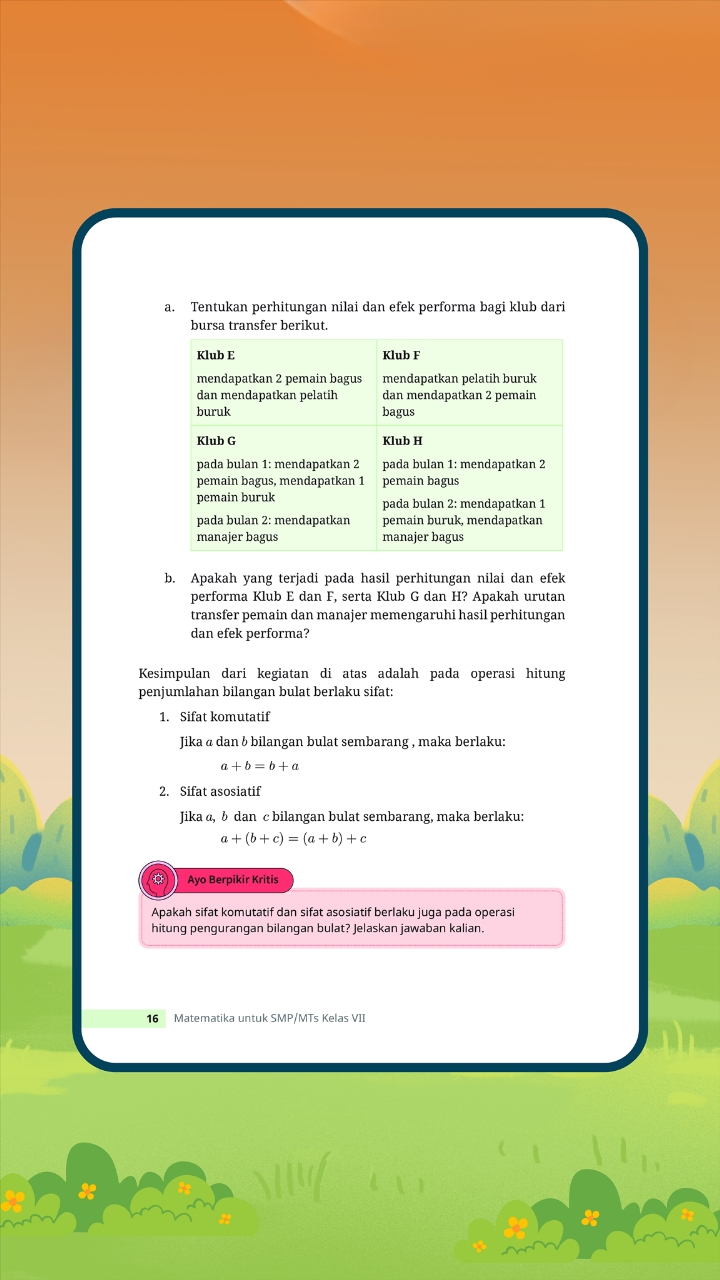 a. Tentukan perhitungan nilai dan efek performa bagi klub dari
bursa transfer berikut.
Klub E
mendapatkan 2 pemain bagus
dan mendapatkan pelatih
buruk
Klub F
mendapatkan pelatih buruk
dan mendapatkan 2 pemain
bagus
Klub G
pada bulan 1: mendapatkan 2
pemain bagus, mendapatkan 1
pemain buruk
pada bulan 2: mendapatkan
manajer bagus
Klub H
pada bulan 1: mendapatkan 2
pemain bagus
pada bulan 2: mendapatkan 1
pemain buruk, mendapatkan
manajer bagus
b. Apakah yang terjadi pada hasil perhitungan nilai dan efek
performa Klub E dan F, serta Klub G dan H? Apakah urutan
transfer pemain dan manajer memengaruhi hasil perhitungan
dan efek performa?
Kesimpulan dari kegiatan di atas adalah pada operasi hitung
penjumlahan bilangan bulat berlaku sifat:
1. Sifat komutatif
Jika a dan b bilangan bulat sembarang , maka berlaku:
a + b = b + a
2. Sifat asosiatif
Jika a, b dan c bilangan bulat sembarang, maka berlaku:
a + (b + c) = (a + b) + c
Ayo Berpikir Kritis
Apakah sifat komutatif dan sifat asosiatif berlaku juga pada operasi
hitung pengurangan bilangan bulat? Jelaskan jawaban kalian.
16 Matematika untuk SMP/MTs Kelas VII